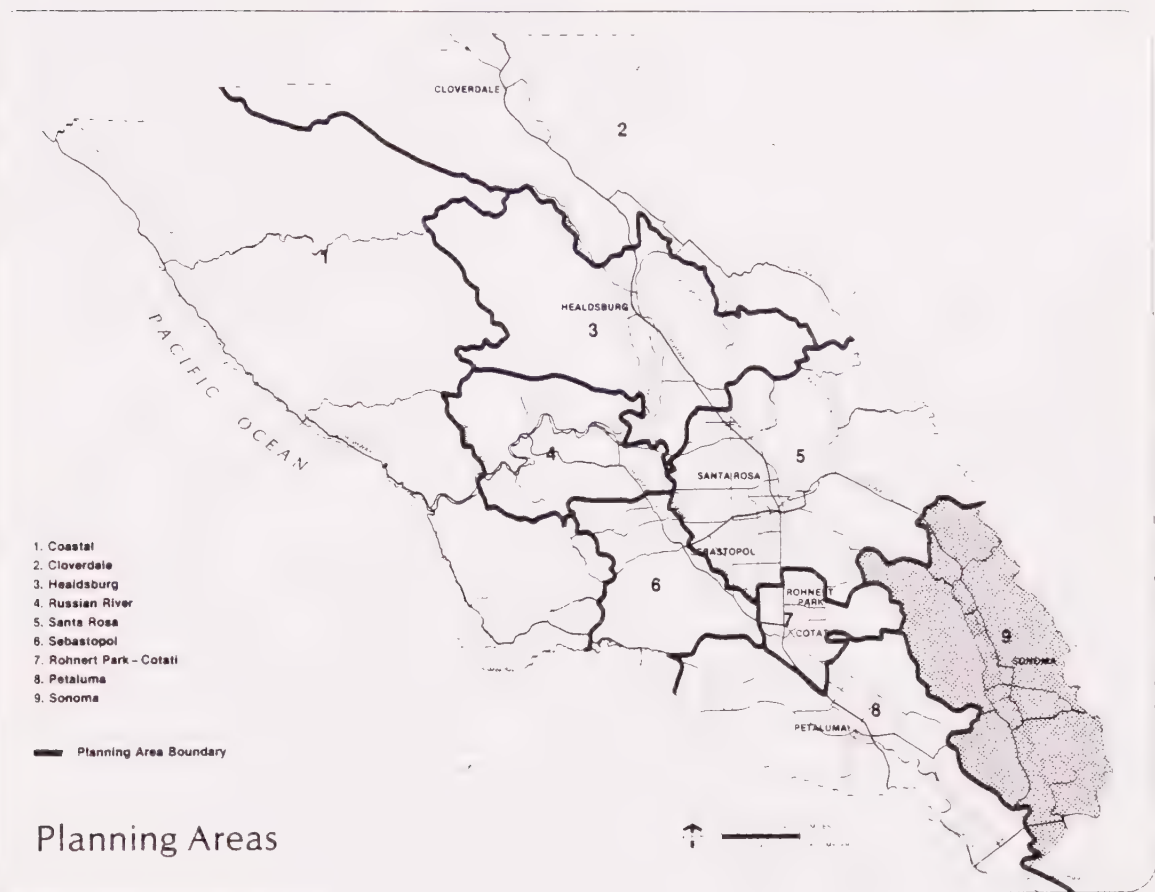 CLOVERDALE
2
HEALDSBURG
3
PACIFIC OCEAN
4
5
SANTA ROSA
SEBASTOPOL
6
ROHNERT
PARK
7
COTATI
9
SONOMA
8
PETALUMA
1. Coastal
2. Cloverdale
3. Healdsburg
4. Russian River
5. Santa Rosa
6. Sebastopol
7. Rohnert Park - Cotati
8. Petaluma
9. Sonoma
Planning Area Boundary
Planning Areas